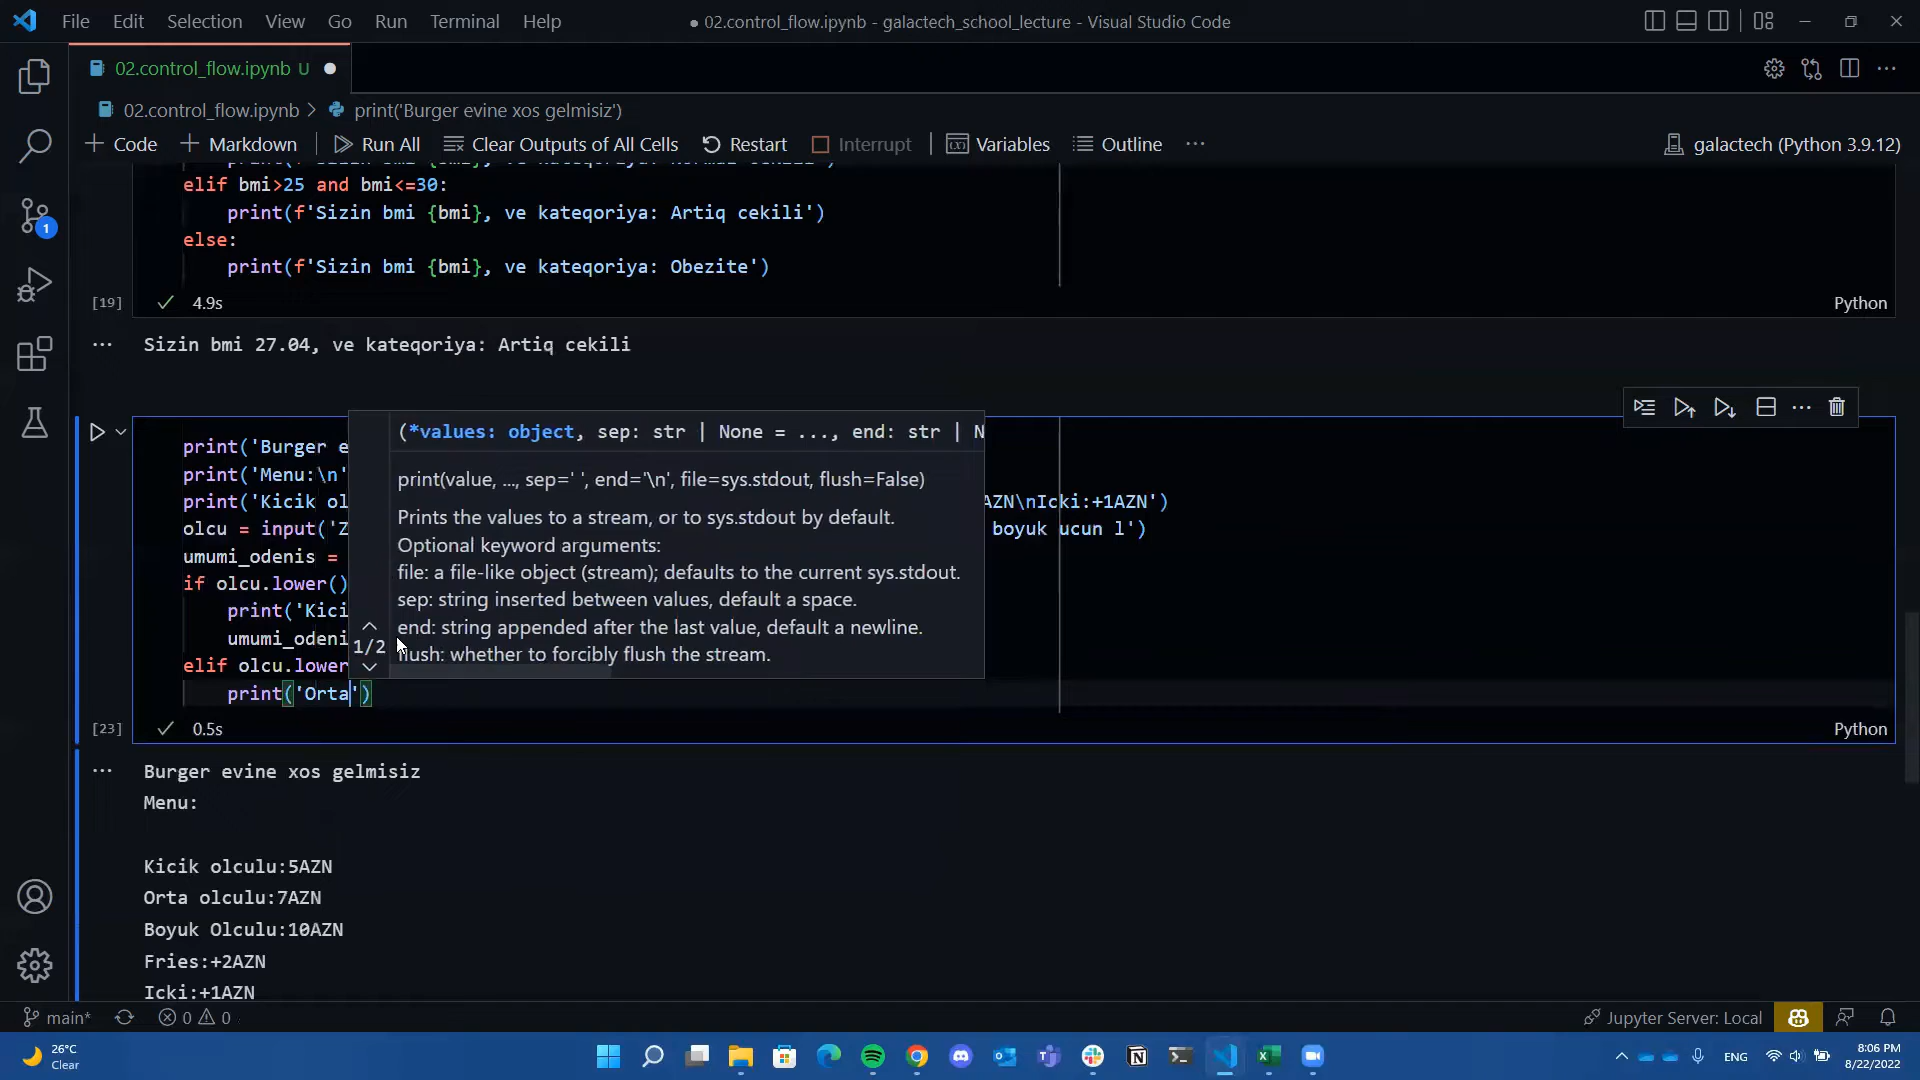 File Edit Selection View Go Run Terminal Help
● 02.control_flow.ipynb - galactech_school_lecture - Visual Studio Code
02.control_flow.ipynb U ●
02.control_flow.ipynb > print('Burger evine xos gelmisiz')
+ Code + Markdown Run All Clear Outputs of All Cells Restart Interrupt Variables Outline ... galactech (Python 3.9.12)
elif bmi>25 and bmi<=30:
print(f'Sizin bmi {bmi}, ve kateqoriya: Artiq cekili')
else:
print(f'Sizin bmi {bmi}, ve kateqoriya: Obezite')
[19] ✓ 4.9s Python
... Sizin bmi 27.04, ve kateqoriya: Artiq cekili
(*values: object, sep: str | None = ..., end: str | N
print('Burger e
print('Menu:\n'
print(value, ..., sep=' ', end='\n', file=sys.stdout, flush=False)
print('Kicik ol AZN\nIcki:+1AZN')
Prints the values to a stream, or to sys.stdout by default.
olcu = input('Z boyuk ucun l')
Optional keyword arguments:
umumi_odenis =
file: a file-like object (stream); defaults to the current sys.stdout.
if olcu.lower()
sep: string inserted between values, default a space.
print('Kici
end: string appended after the last value, default a newline.
umumi_odeni
1/2
flush: whether to forcibly flush the stream.
elif olcu.lower
print('Orta')
[23] ✓ 0.5s Python
... Burger evine xos gelmisiz
Menu:
Kicik olculu:5AZN
Orta olculu:7AZN
Boyuk Olculu:10AZN
Fries:+2AZN
Icki:+1AZN
main* 0 0 Jupyter Server: Local
1
26°C
Clear
ENG
8:06 PM
8/22/2022